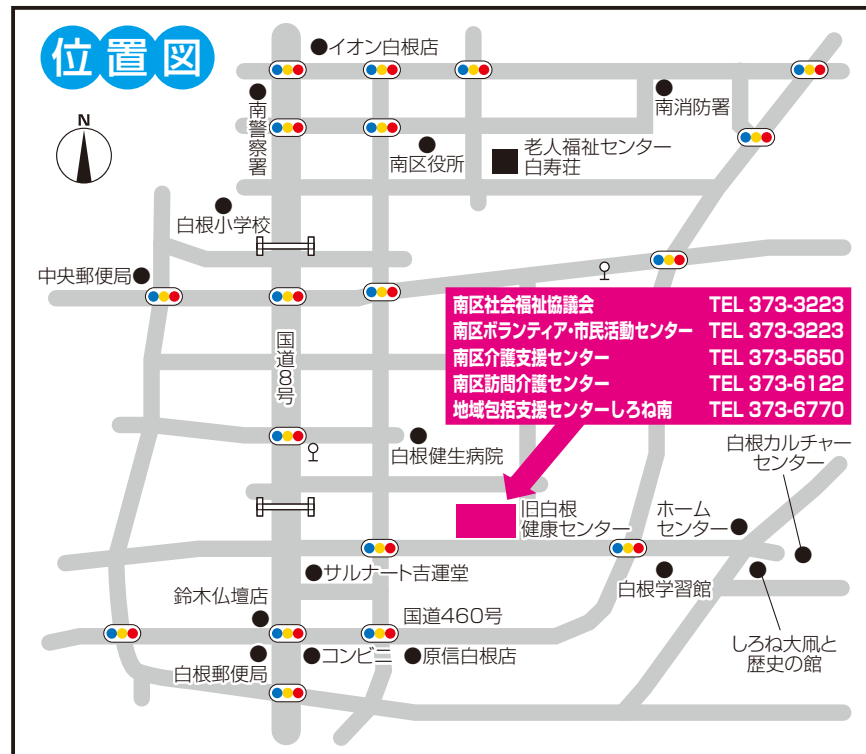 位置図
N
イオン白根店
南警察署
南消防署
南区役所
老人福祉センター
白寿荘
白根小学校
中央郵便局
国道8号
南区社会福祉協議会 TEL 373-3223
南区ボランティア・市民活動センター TEL 373-3223
南区介護支援センター TEL 373-5650
南区訪問介護センター TEL 373-6122
地域包括支援センターしろね南 TEL 373-6770
白根健生病院
白根カルチャー
センター
旧白根
健康センター
ホーム
センター
サルナート吉運堂
白根学習館
鈴木仏壇店
国道460号
しろね大凧と
歴史の館
白根郵便局
コンビニ
原信白根店